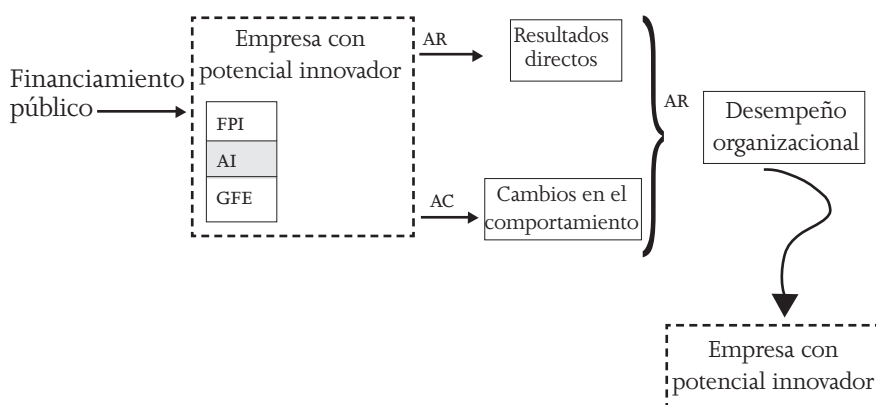 Financiamiento
público
Empresa con
potencial innovador
FPI
AI
GFE
AR
Resultados
directos
AC
Cambios en el
comportamiento
AR
Desempeño
organizacional
Empresa con
potencial innovador